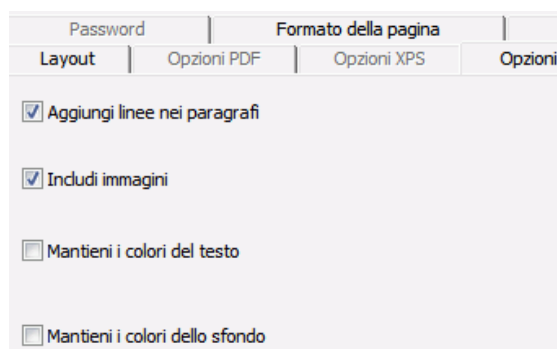 Password Formato della pagina
Layout Opzioni PDF Opzioni XPS Opzioni
Aggiungi linee nei paragrafi
Includi immagini
Mantieni i colori del testo
Mantieni i colori dello sfondo